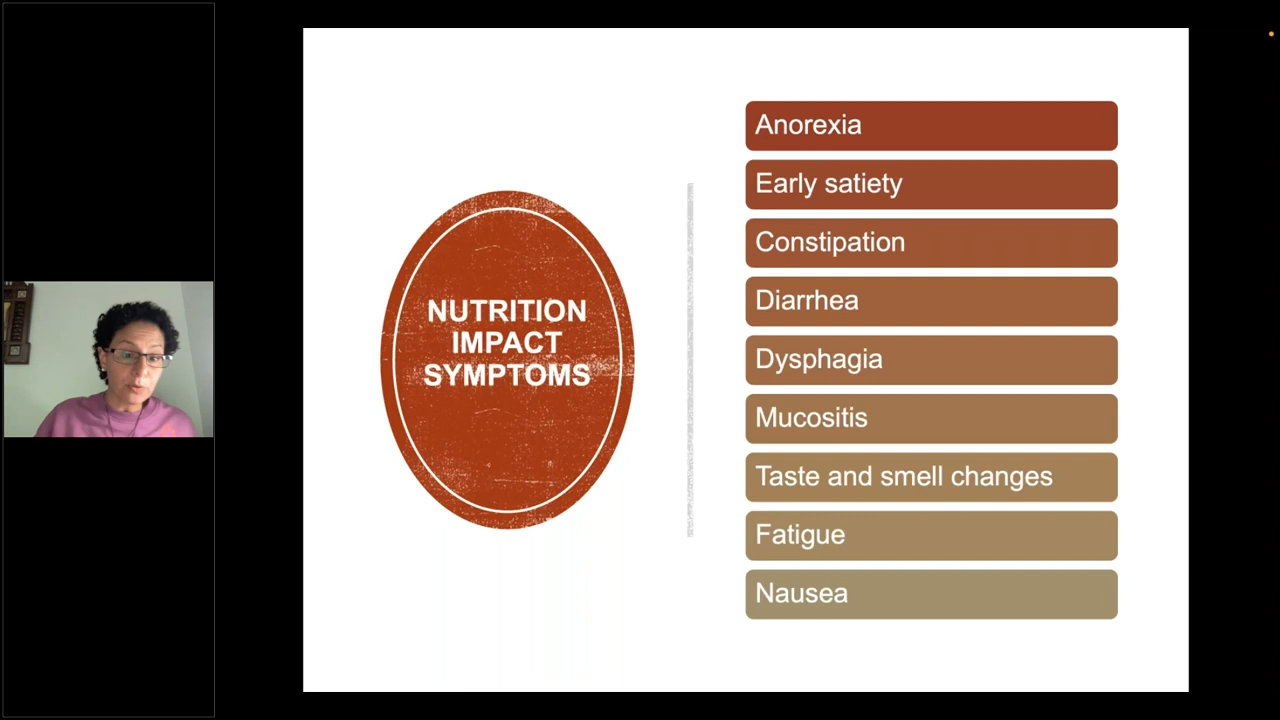 NUTRITION
IMPACT
SYMPTOMS
Anorexia
Early satiety
Constipation
Diarrhea
Dysphagia
Mucositis
Taste and smell changes
Fatigue
Nausea